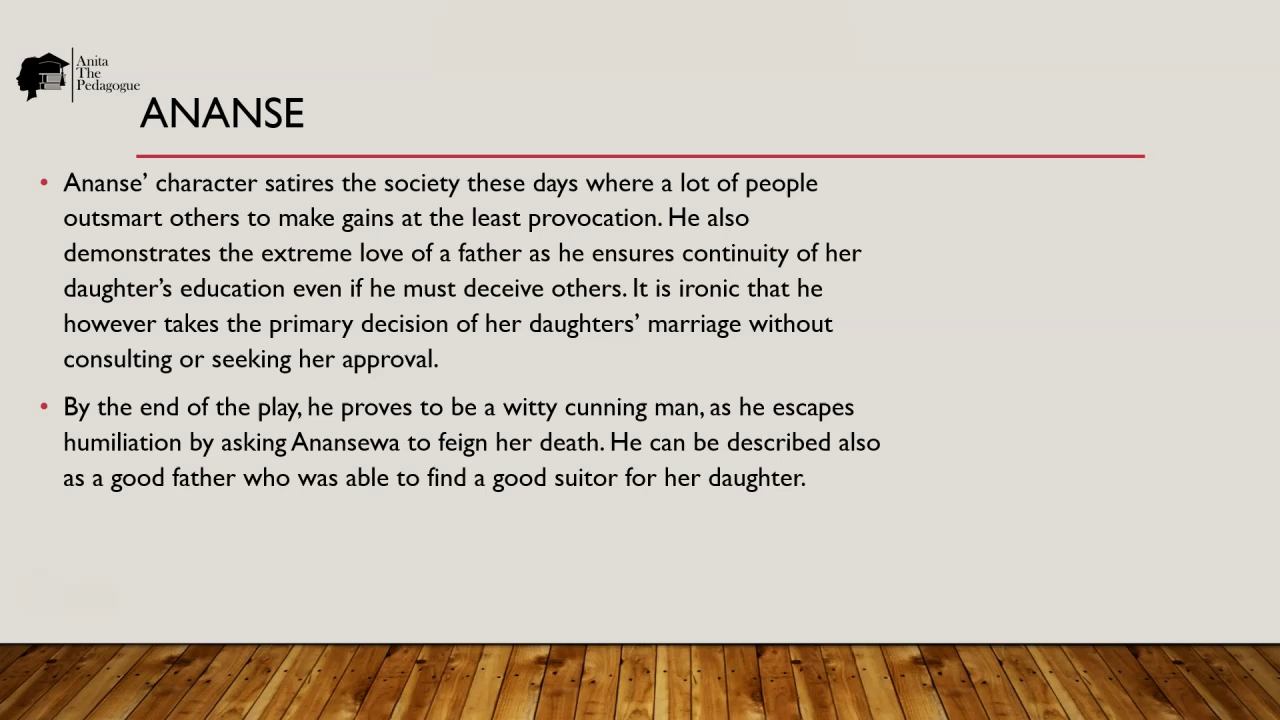 Anita
The
Pedagogue
ANANSE
• Ananse’ character satires the society these days where a lot of people
outsmart others to make gains at the least provocation. He also
demonstrates the extreme love of a father as he ensures continuity of her
daughter’s education even if he must deceive others. It is ironic that he
however takes the primary decision of her daughters’ marriage without
consulting or seeking her approval.
• By the end of the play, he proves to be a witty cunning man, as he escapes
humiliation by asking Anansewa to feign her death. He can be described also
as a good father who was able to find a good suitor for her daughter.